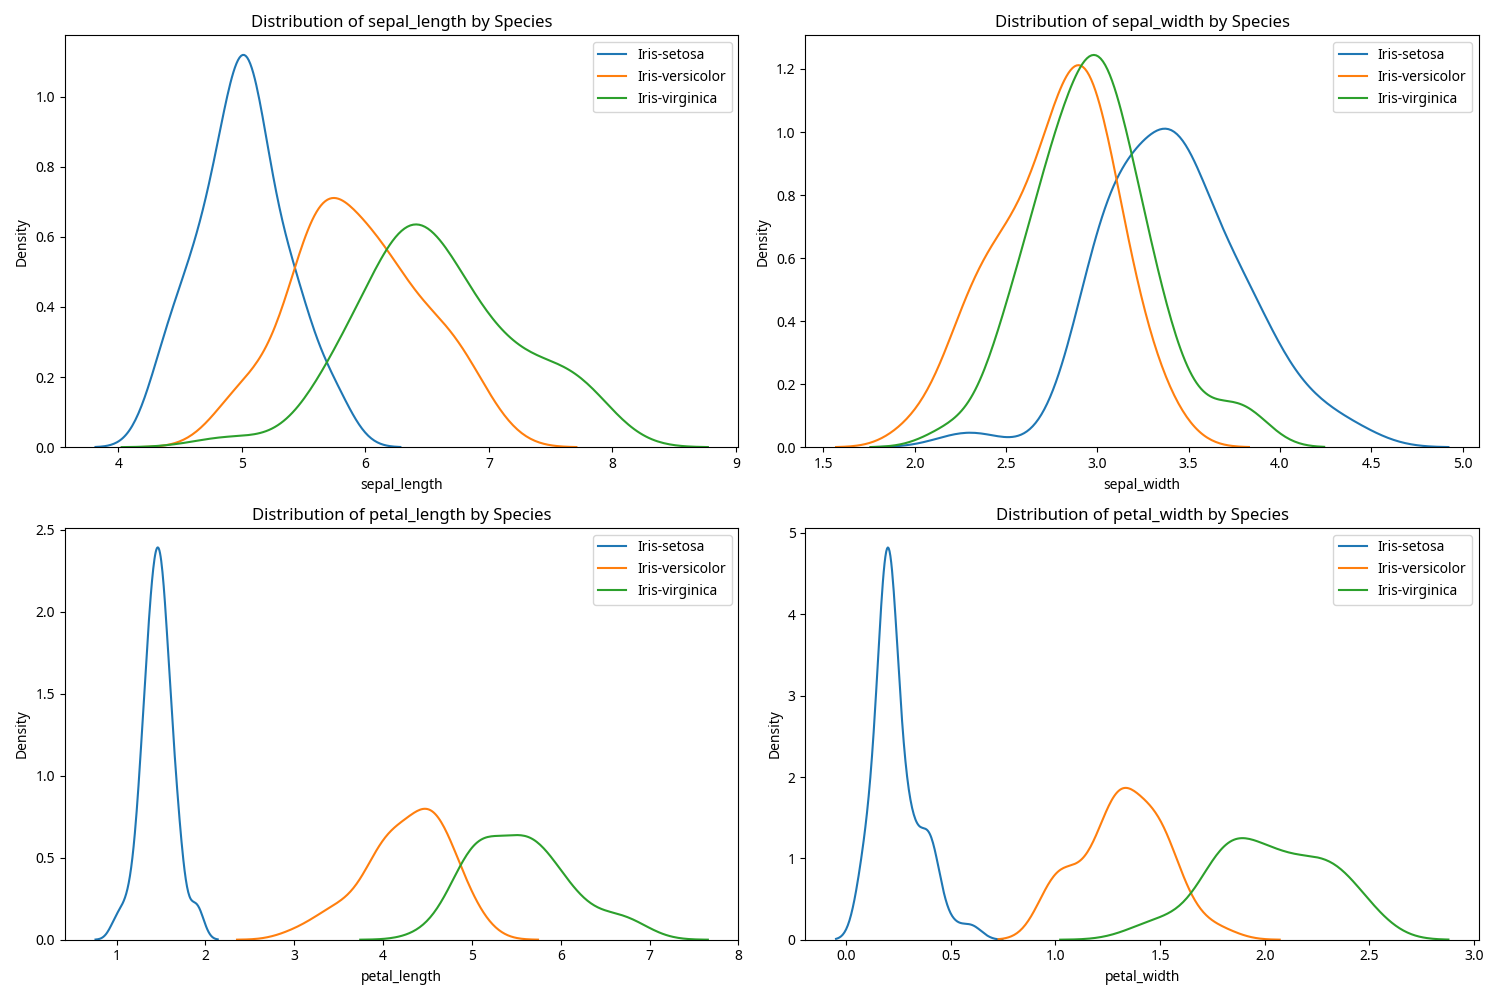 Distribution of sepal_length by Species
Iris-setosa
Iris-versicolor
Iris-virginica
Density
1.0
0.8
0.6
0.4
0.2
0.0
4 5 6 7 8 9
sepal_length
Distribution of sepal_width by Species
Iris-setosa
Iris-versicolor
Iris-virginica
Density
1.2
1.0
0.8
0.6
0.4
0.2
0.0
1.5 2.0 2.5 3.0 3.5 4.0 4.5 5.0
sepal_width
Distribution of petal_length by Species
Iris-setosa
Iris-versicolor
Iris-virginica
Density
2.5
2.0
1.5
1.0
0.5
0.0
1 2 3 4 5 6 7 8
petal_length
Distribution of petal_width by Species
Iris-setosa
Iris-versicolor
Iris-virginica
Density
5
4
3
2
1
0
0.0 0.5 1.0 1.5 2.0 2.5 3.0
petal_width